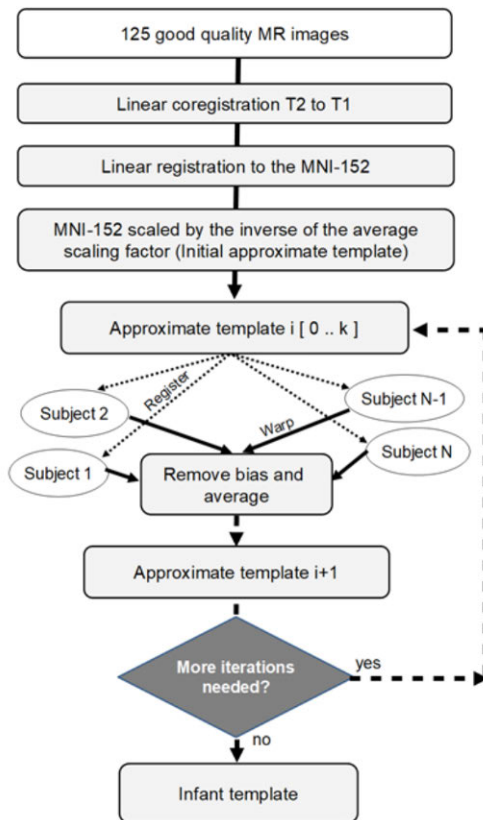 125 good quality MR images
Linear coregistration T2 to T1
Linear registration to the MNI-152
MNI-152 scaled by the inverse of the average
scaling factor (Initial approximate template)
Approximate template i [ 0 .. k ]
Register
Subject 2
Subject N-1
Warp
Subject 1
Subject N
Remove bias and
average
Approximate template i+1
More iterations
needed?
yes
no
Infant template